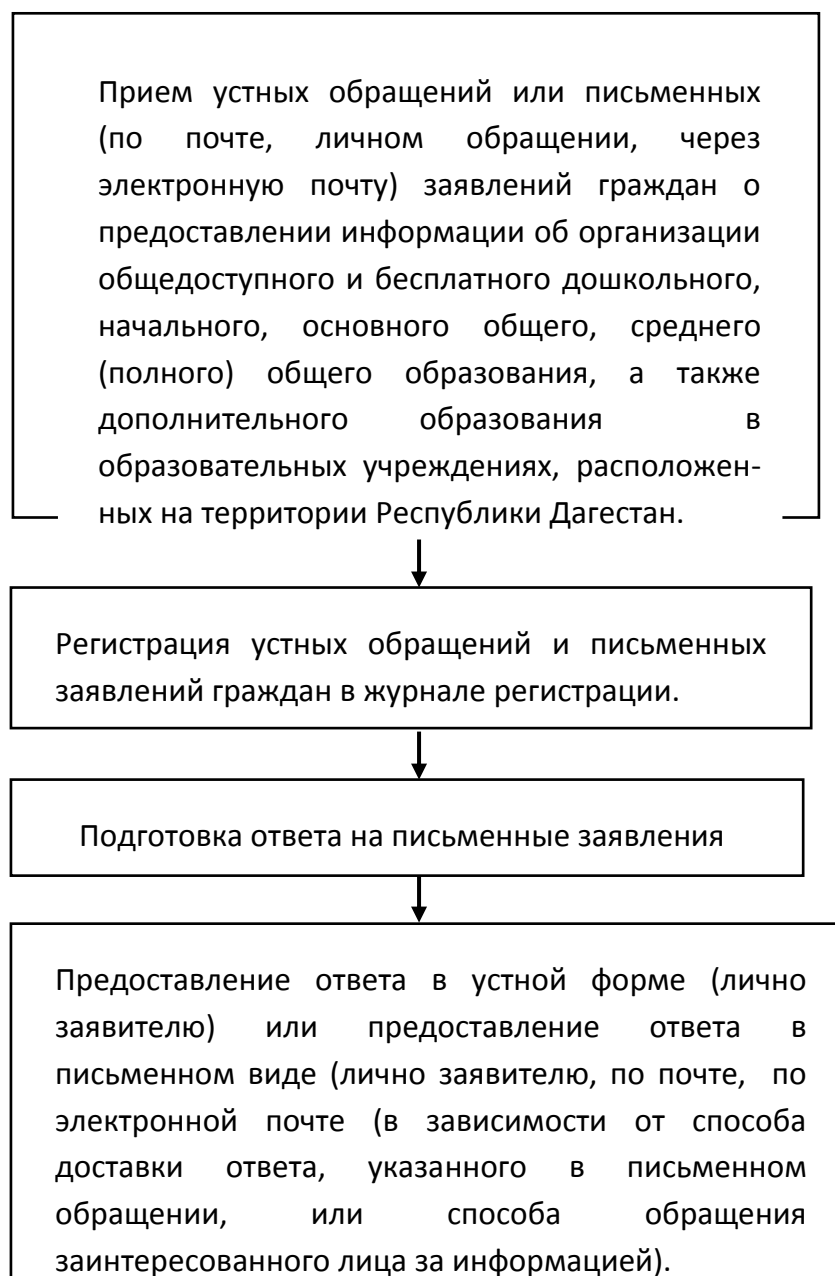 Прием устных обращений или письменных
(по почте, личном обращении, через
электронную почту) заявлений граждан о
предоставлении информации об организации
общедоступного и бесплатного дошкольного,
начального, основного общего, среднего
(полного) общего образования, а также
дополнительного образования в
образовательных учреждениях, расположен-
ных на территории Республики Дагестан.
Регистрация устных обращений и письменных
заявлений граждан в журнале регистрации.
Подготовка ответа на письменные заявления
Предоставление ответа в устной форме (лично
заявителю) или предоставление ответа в
письменном виде (лично заявителю, по почте, по
электронной почте (в зависимости от способа
доставки ответа, указанного в письменном
обращении, или способа обращения
заинтересованного лица за информацией).